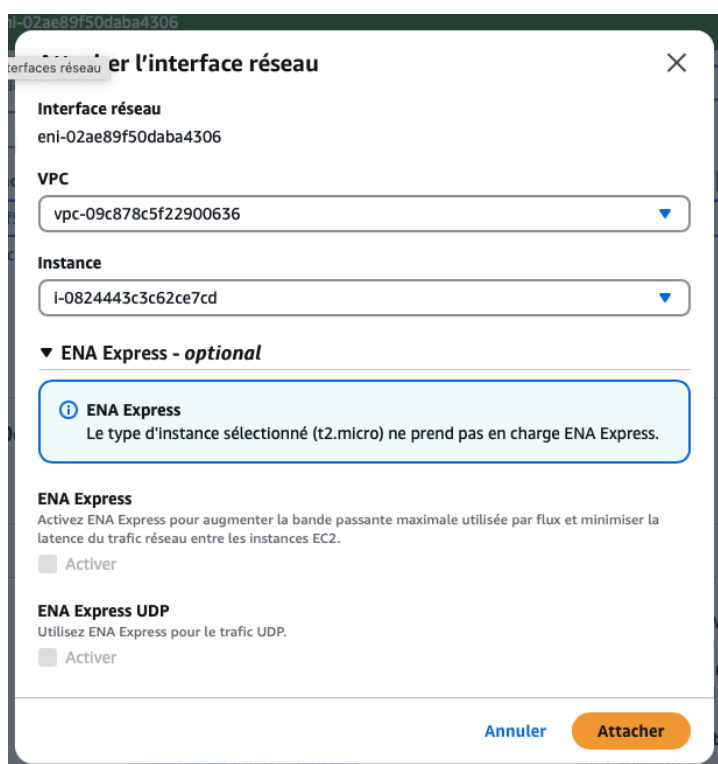 ni-02ae89f50daba4306
er l'interface réseau
terfaces réseau
Interface réseau
eni-02ae89f50daba4306
VPC
vpc-09c878c5f22900636
Instance
i-0824443c3c62ce7cd
ENA Express - optional
ENA Express
Le type d'instance sélectionné (t2.micro) ne prend pas en charge ENA Express.
ENA Express
Activez ENA Express pour augmenter la bande passante maximale utilisée par flux et minimiser la
latence du trafic réseau entre les instances EC2.
Activer
ENA Express UDP
Utilisez ENA Express pour le trafic UDP.
Activer
Annuler
Attacher